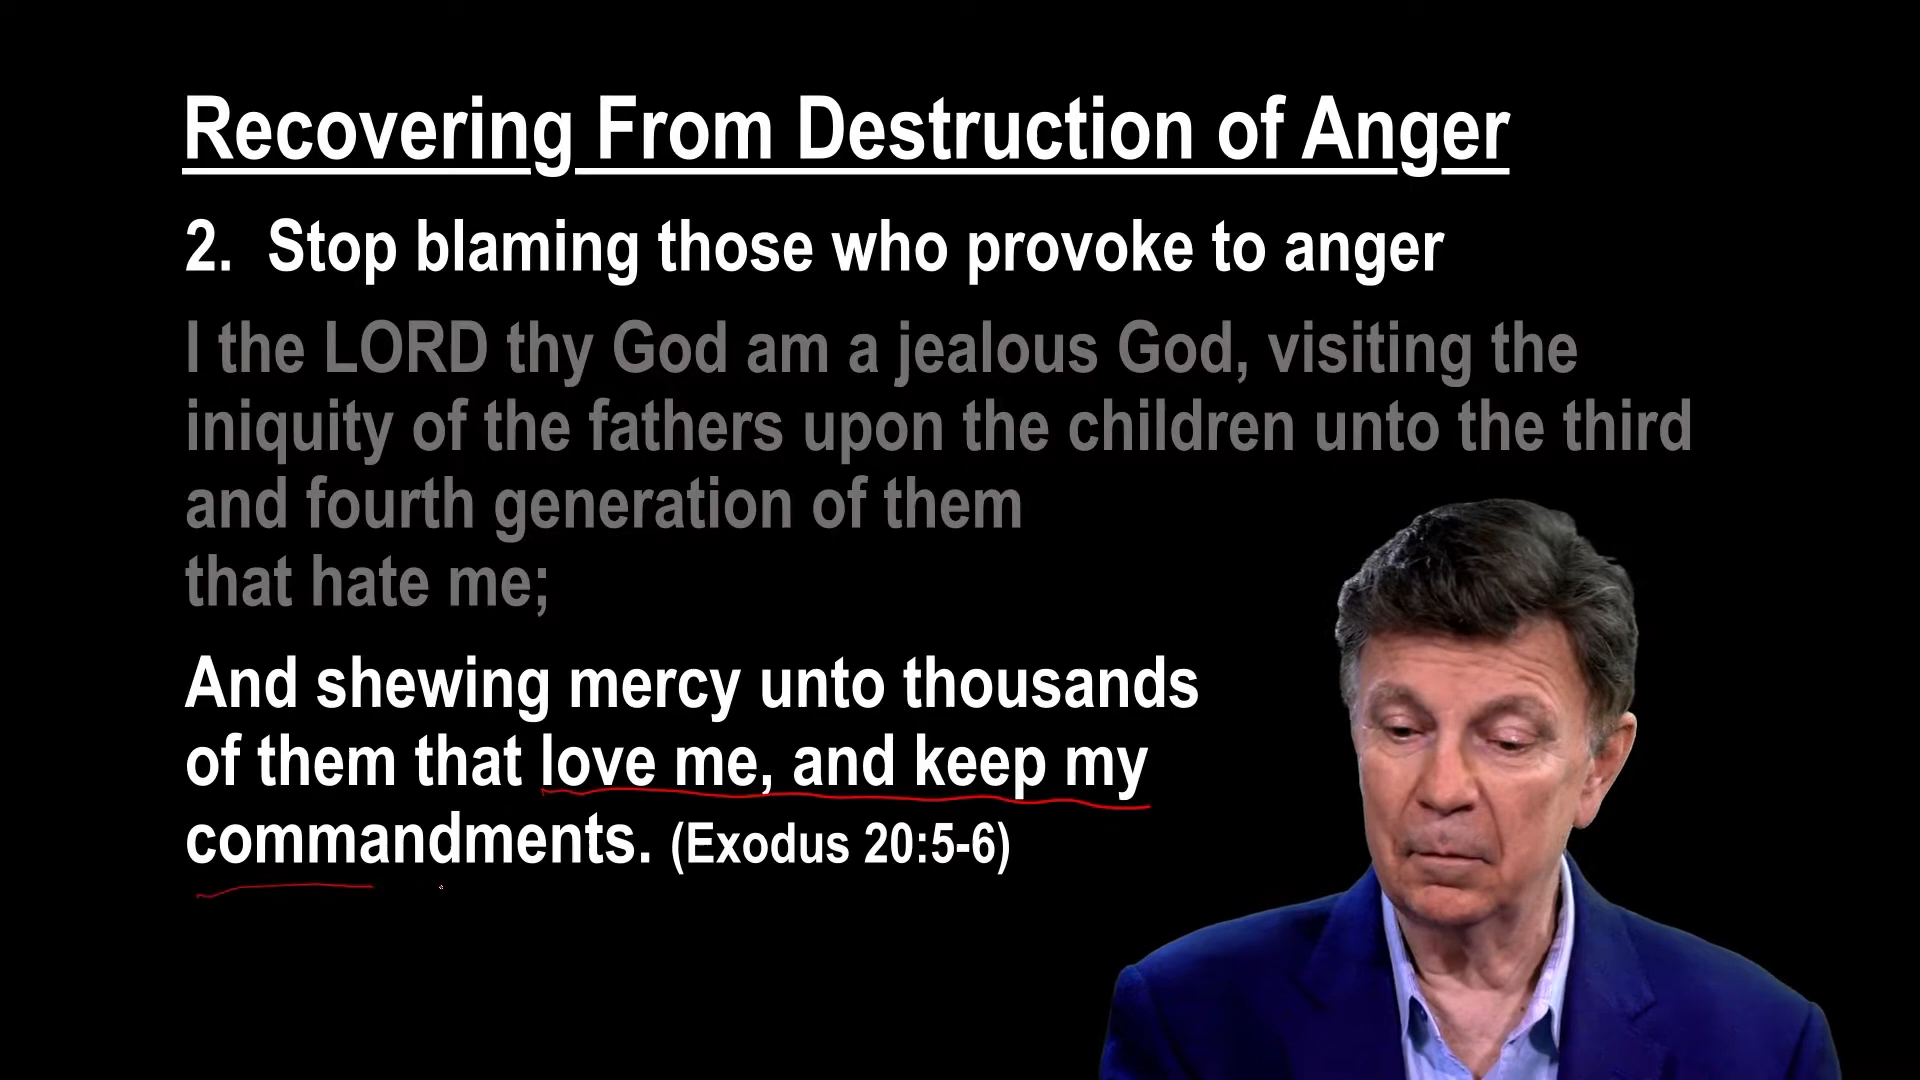 Recovering From Destruction of Anger
2. Stop blaming those who provoke to anger
I the LORD thy God am a jealous God, visiting the
iniquity of the fathers upon the children unto the third
and fourth generation of them
that hate me;
And shewing mercy unto thousands
of them that love me, and keep my
commandments. (Exodus 20:5-6)